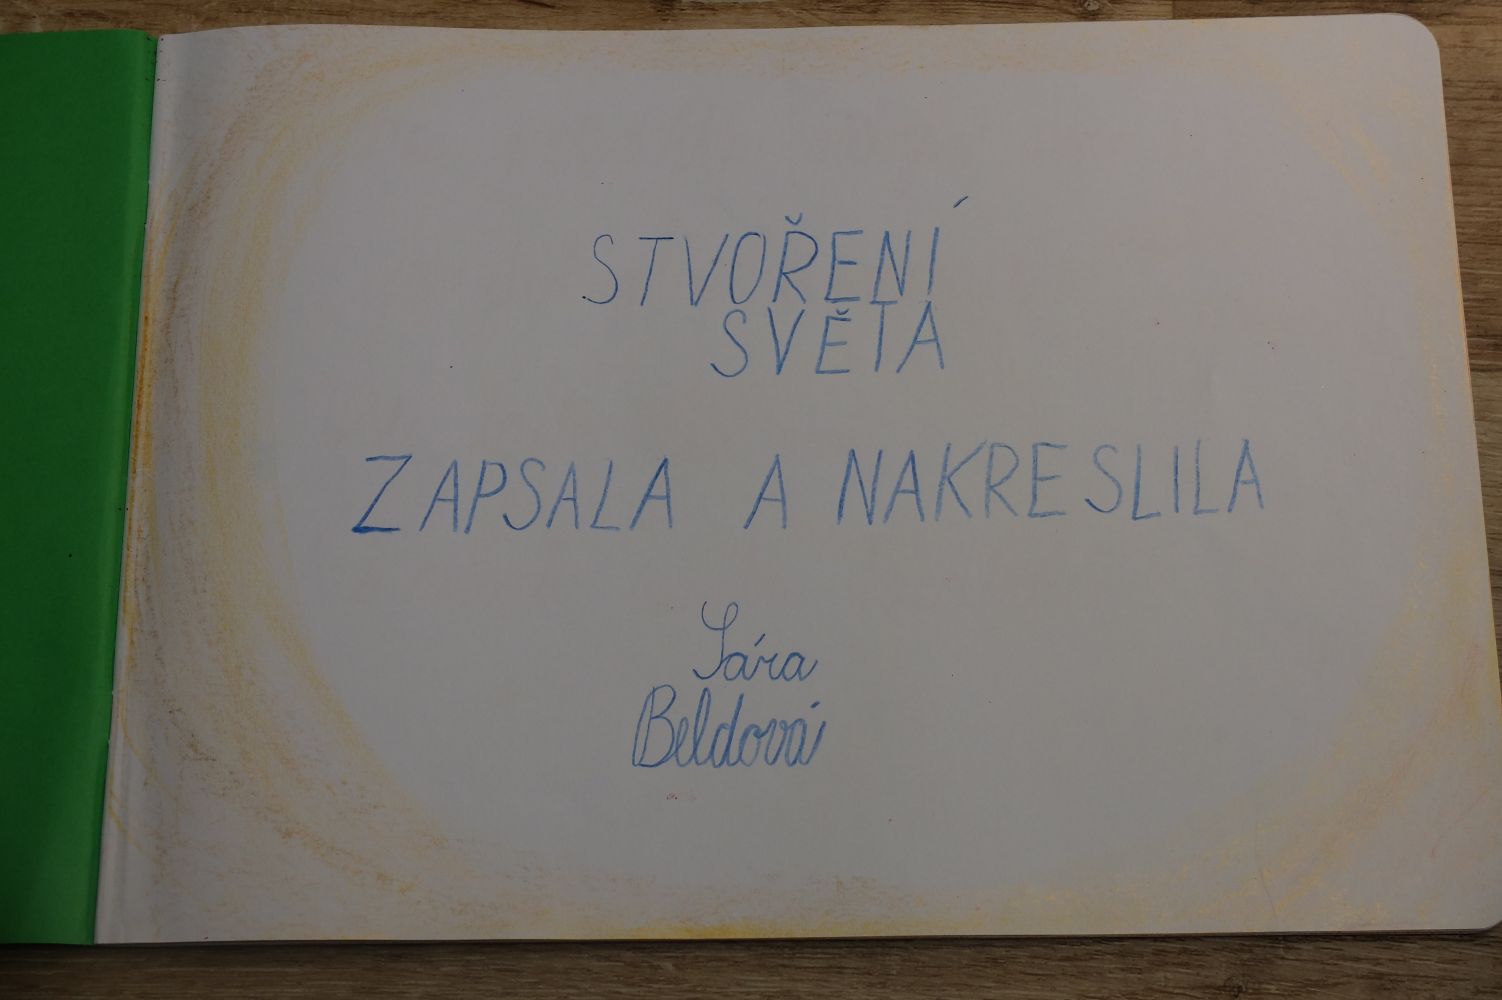 STVOŘENÍ
SVĚTA
ZAPSALA A NAKRESLILA
Sára
Beldová